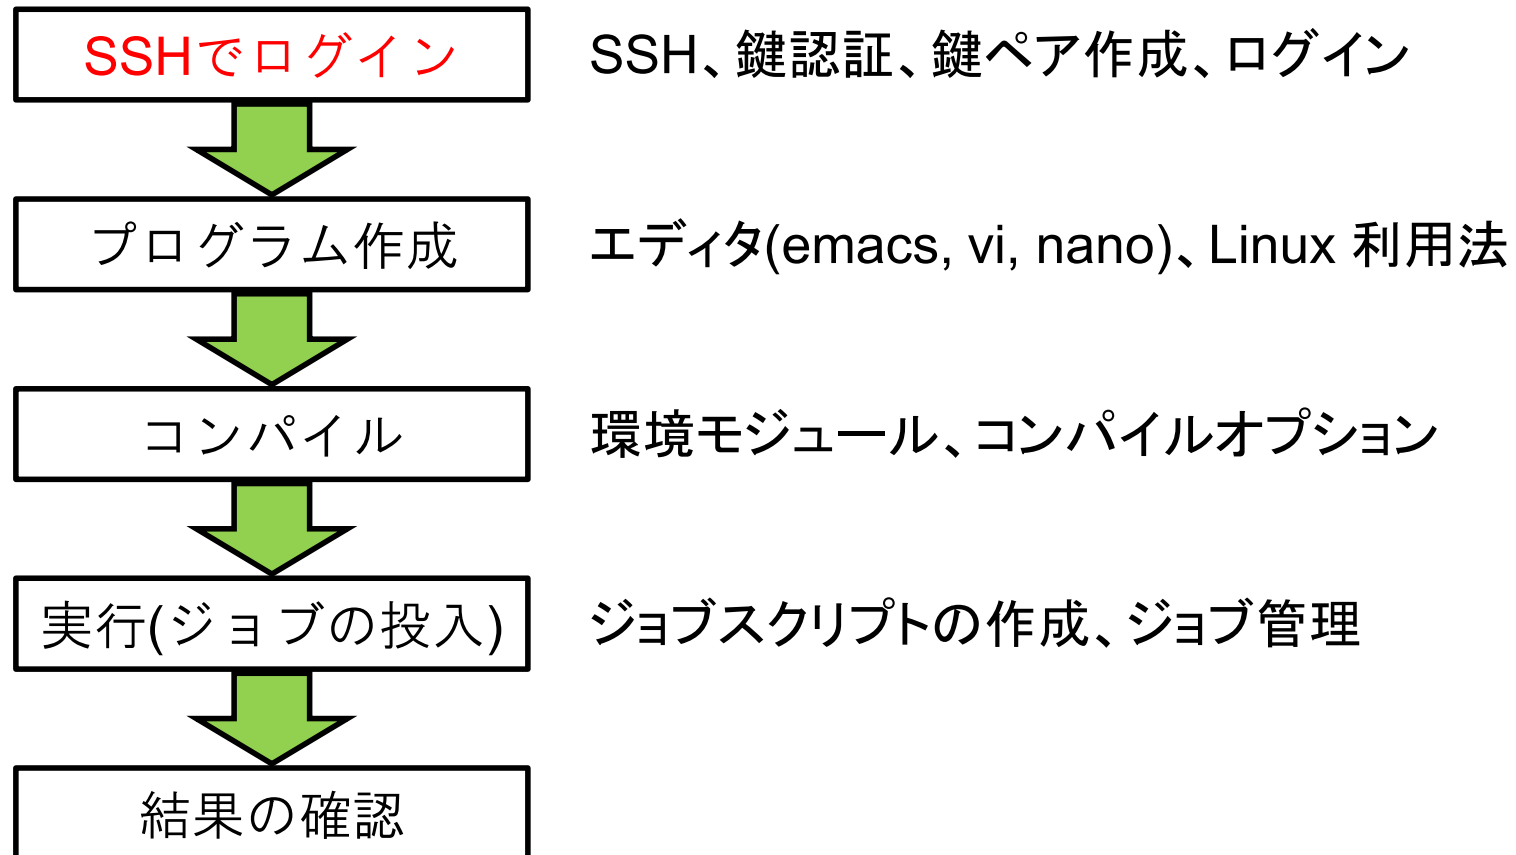 SSHでログイン
SSH、鍵認証、鍵ペア作成、ログイン
プログラム作成
エディタ(emacs, vi, nano)、Linux 利用法
コンパイル
環境モジュール、コンパイルオプション
実行(ジョブの投入)
ジョブスクリプトの作成、ジョブ管理
結果の確認